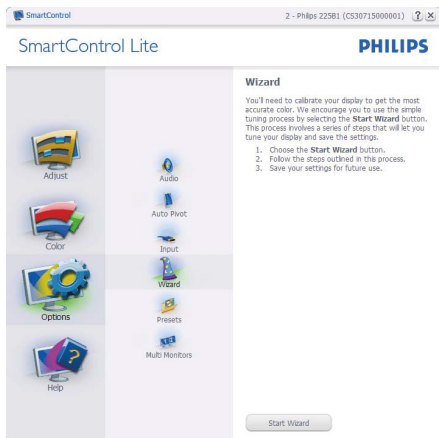 SmartControl
2 - Philips 225B1 (CS30715000001)
?
×
SmartControl Lite
PHILIPS
Adjust
Color
Options
Help
Audio
Auto Pivot
Input
Wizard
Presets
Multi Monitors
Wizard
You'll need to calibrate your display to get the most
accurate color. We encourage you to use the simple
tuning process by selecting the Start Wizard button.
This process involves a series of steps that will let you
tune your display and save the settings.
1. Choose the Start Wizard button.
2. Follow the steps outlined in this process.
3. Save your settings for future use.
Start Wizard